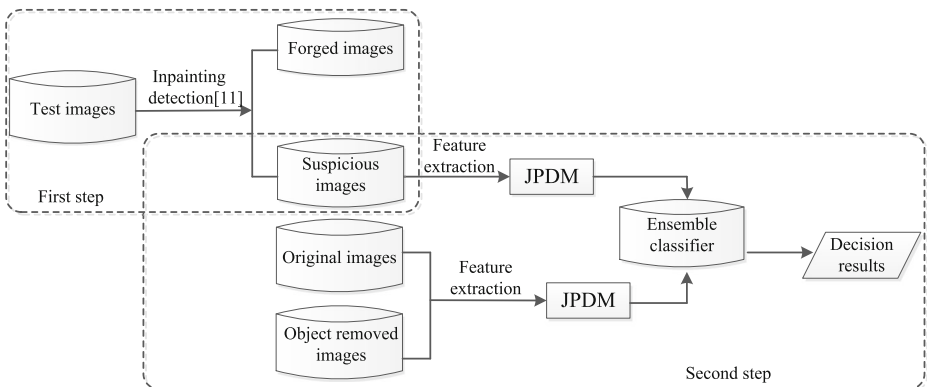 Forged images
Inpainting
detection[11]
Test images
Feature
extraction
Suspicious
images
JPDM
First step
Ensemble
classifier
Original images
Feature
extraction
Decision
results
JPDM
Object removed
images
Second step